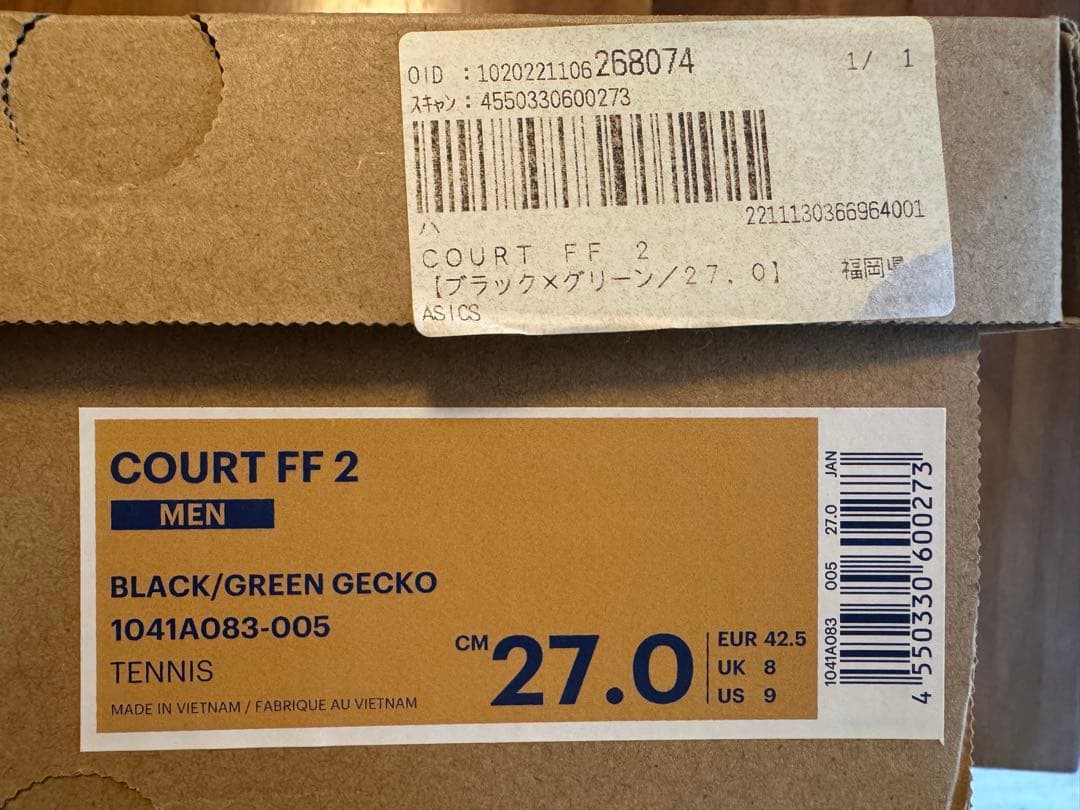 OID :1020221106268074 1/ 1
スキャン:4550330600273
2211130366964001
ハ
COURT FF 2
【ブラック×グリーン/27.0】 福岡県
ASICS
COURT FF 2
MEN
BLACK/GREEN GECKO
1041A083-005
TENNIS
MADE IN VIETNAM / FABRIQUE AU VIETNAM
CM 27.0
EUR 42.5
UK 8
US 9
1041A083 005 27.0 JAN
4 550330 600273